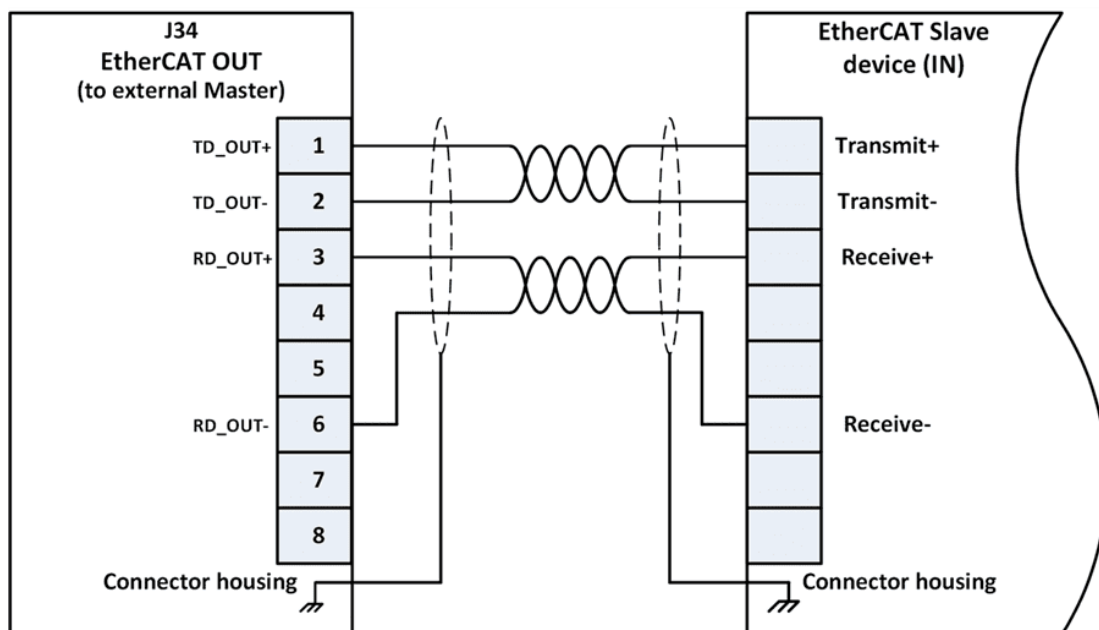 J34
EtherCAT OUT
(to external Master)
EtherCAT Slave
device (IN)
TD_OUT+ 1 Transmit+
TD_OUT- 2 Transmit-
RD_OUT+ 3 Receive+
4
5
RD_OUT- 6 Receive-
7
8
Connector housing Connector housing